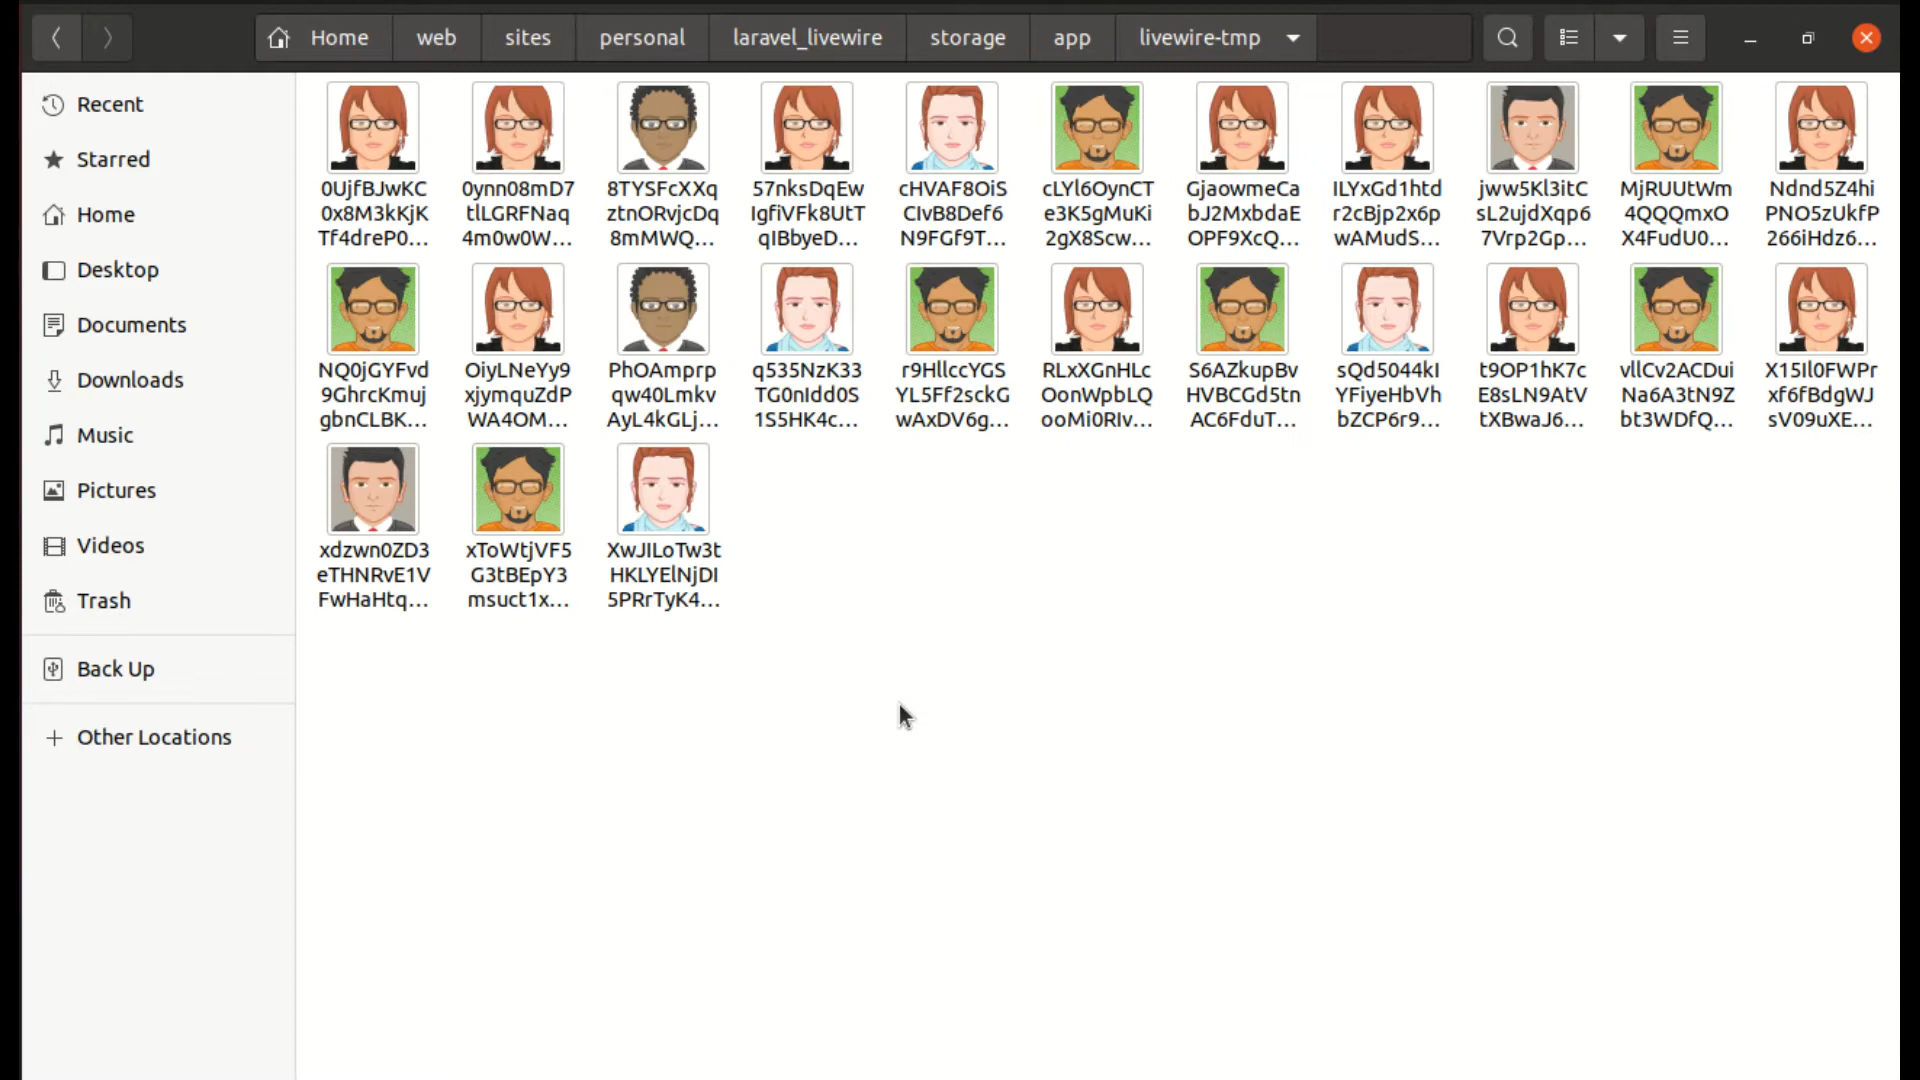 Home web sites personal laravel_livewire storage app livewire-tmp
Recent
Starred
Home
Desktop
Documents
Downloads
Music
Pictures
Videos
Trash
Back Up
Other Locations
0UjfBJwKC
0x8M3kKjK
Tf4dreP0...
0ynn08mD7
tlLGRFNaq
4m0w0W...
8TYSFcXXq
ztnORvjcDq
8mMWQ...
57nksDqEw
IgfiVFk8UtT
qIBbyeD...
cHVAF8OiS
CIvB8Def6
N9FGf9T...
cLYl6OynCT
e3K5gMuKi
2gX8Scw...
GjaowmeCa
bJ2MxbdaE
OPF9XcQ...
ILYxGd1htd
r2cBjp2x6p
wAMudS...
jww5Kl3itC
sL2ujdXqp6
7Vrp2Gp...
MjRUUtWm
4QQQmxO
X4FudU0...
Ndnd5Z4hi
PNO5zUkfP
266iHdz6...
NQ0jGYFvd
9GhrcKmuj
gbnCLBK...
OiyLNeYy9
xjymquZdP
WA4OM...
PhOAmprp
qw40Lmkv
AyL4kGLj...
q535NzK33
TG0nIdd0S
1S5HK4c...
r9HllccYGS
YL5Ff2sckG
wAxDV6g...
RLxXGnHLc
OonWpbLQ
ooMi0RIv...
S6AZkupBv
HVBCGd5tn
AC6FduT...
sQd5044kI
YFiyeHbVh
bZCP6r9...
t9OP1hK7c
E8sLN9AtV
tXBwaJ6...
vllCv2ACDui
Na6A3tN9Z
bt3WDfQ...
X15Il0FWPr
xf6fBdgWJ
sV09uXE...
xdzwn0ZD3
eTHNRvE1V
FwHaHtq...
xToWtjVF5
G3tBEpY3
msuct1x...
XwJILoTw3t
HKLYElNjDI
5PRrTyK4...